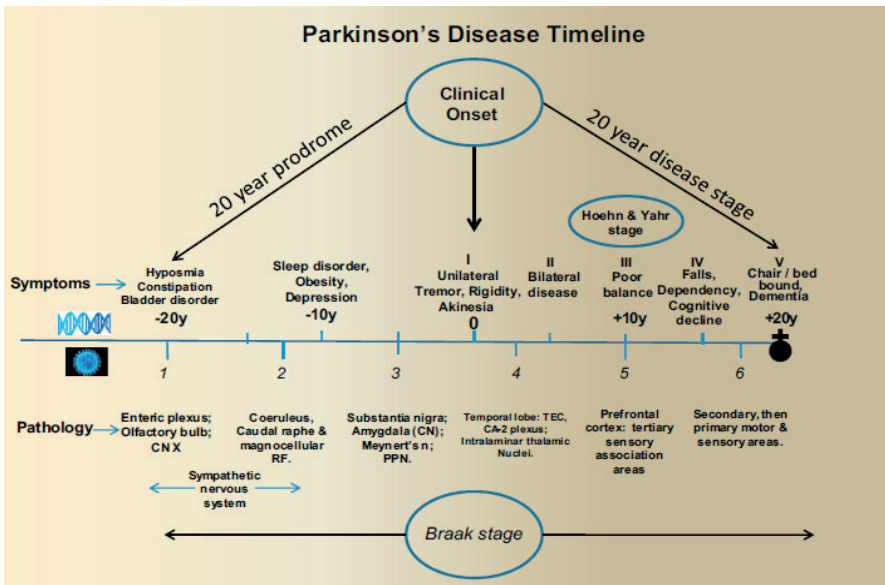 Parkinson's Disease Timeline
Clinical
Onset
20 year prodrome
20 year disease stage
Hoehn & Yahr
stage
Symptoms
Hyposmia
Constipation
Bladder disorder
-20y
Sleep disorder,
Obesity,
Depression
-10y
I
Unilateral
Tremor, Rigidity,
Akinesia
0
II
Bilateral
disease
III
Poor
balance
+10y
IV
Falls,
Dependency,
Cognitive
decline
V
Chair / bed
bound,
Dementia
+20y
1
2
3
4
5
6
Pathology
Enteric plexus;
Olfactory bulb;
CN X
Coeruleus,
Caudal raphe &
magnocellular
RF.
Substantia nigra;
Amygdala (CN);
Meynert's n;
PPN.
Temporal lobe: TEC,
CA-2 plexus;
Intralaminar thalamic
Nuclei.
Prefrontal
cortex: tertiary
sensory
association
areas
Secondary, then
primary motor &
sensory areas.
Sympathetic
nervous
system
Braak stage